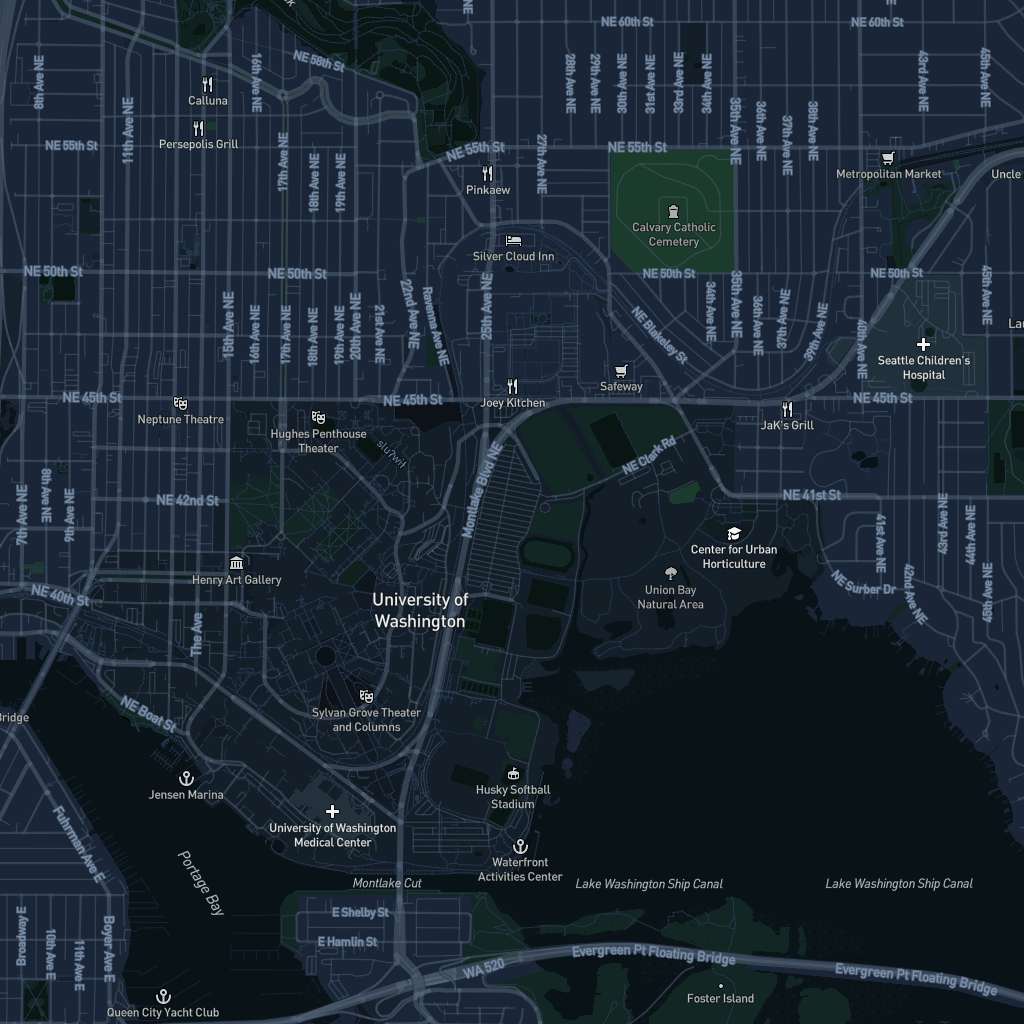 NE 60th St
NE 60th St
NE 58th St
8th Ave NE
16th Ave NE
28th Ave NE
29th Ave NE
30th Ave NE
31st Ave NE
33rd Ave NE
34th Ave NE
43rd Ave NE
45th Ave NE
Calluna
11th Ave NE
36th Ave NE
36th Ave NE
37th Ave NE
38th Ave NE
Persepolis Grill
NE 55th St
NE 55th St
NE 55th St
27th Ave NE
17th Ave NE
18th Ave NE
19th Ave NE
Pinkaew
Metropolitan Market
Uncle
Calvary Catholic
Cemetery
Silver Cloud Inn
NE 50th St
NE 50th St
NE 50th St
NE 50th St
15th Ave NE
16th Ave NE
17th Ave NE
18th Ave NE
19th Ave NE
20th Ave NE
21st Ave NE
22nd Ave NE
Ravenna Ave NE
25th Ave NE
34th Ave NE
35th Ave NE
36th Ave NE
37th Ave NE
39th Ave NE
40th Ave NE
45th Ave NE
NE Blakeley St
Lau
Seattle Children's
Hospital
Safeway
NE 45th St
NE 45th St
Joey Kitchen
NE 45th St
Neptune Theatre
Hughes Penthouse
Theater
JaK's Grill
sluʔwiɫ
NE Clark Rd
Montlake Blvd NE
7th Ave NE
8th Ave NE
9th Ave NE
NE 42nd St
NE 41st St
41st Ave NE
42nd Ave NE
43rd Ave NE
44th Ave NE
45th Ave NE
Center for Urban
Horticulture
Henry Art Gallery
NE 40th St
Union Bay
Natural Area
NE Surber Dr
University of
Washington
The Ave
NE Boat St
Sylvan Grove Theater
and Columns
Bridge
Jensen Marina
Husky Softball
Stadium
University of Washington
Medical Center
Fuhrman Ave E
Waterfront
Activities Center
Portage Bay
Montlake Cut
Lake Washington Ship Canal
Lake Washington Ship Canal
E Shelby St
E Hamlin St
Broadway E
10th Ave E
11th Ave E
Boyer Ave E
WA 520
Evergreen Pt Floating Bridge
Evergreen Pt Floating Bridge
Foster Island
Queen City Yacht Club